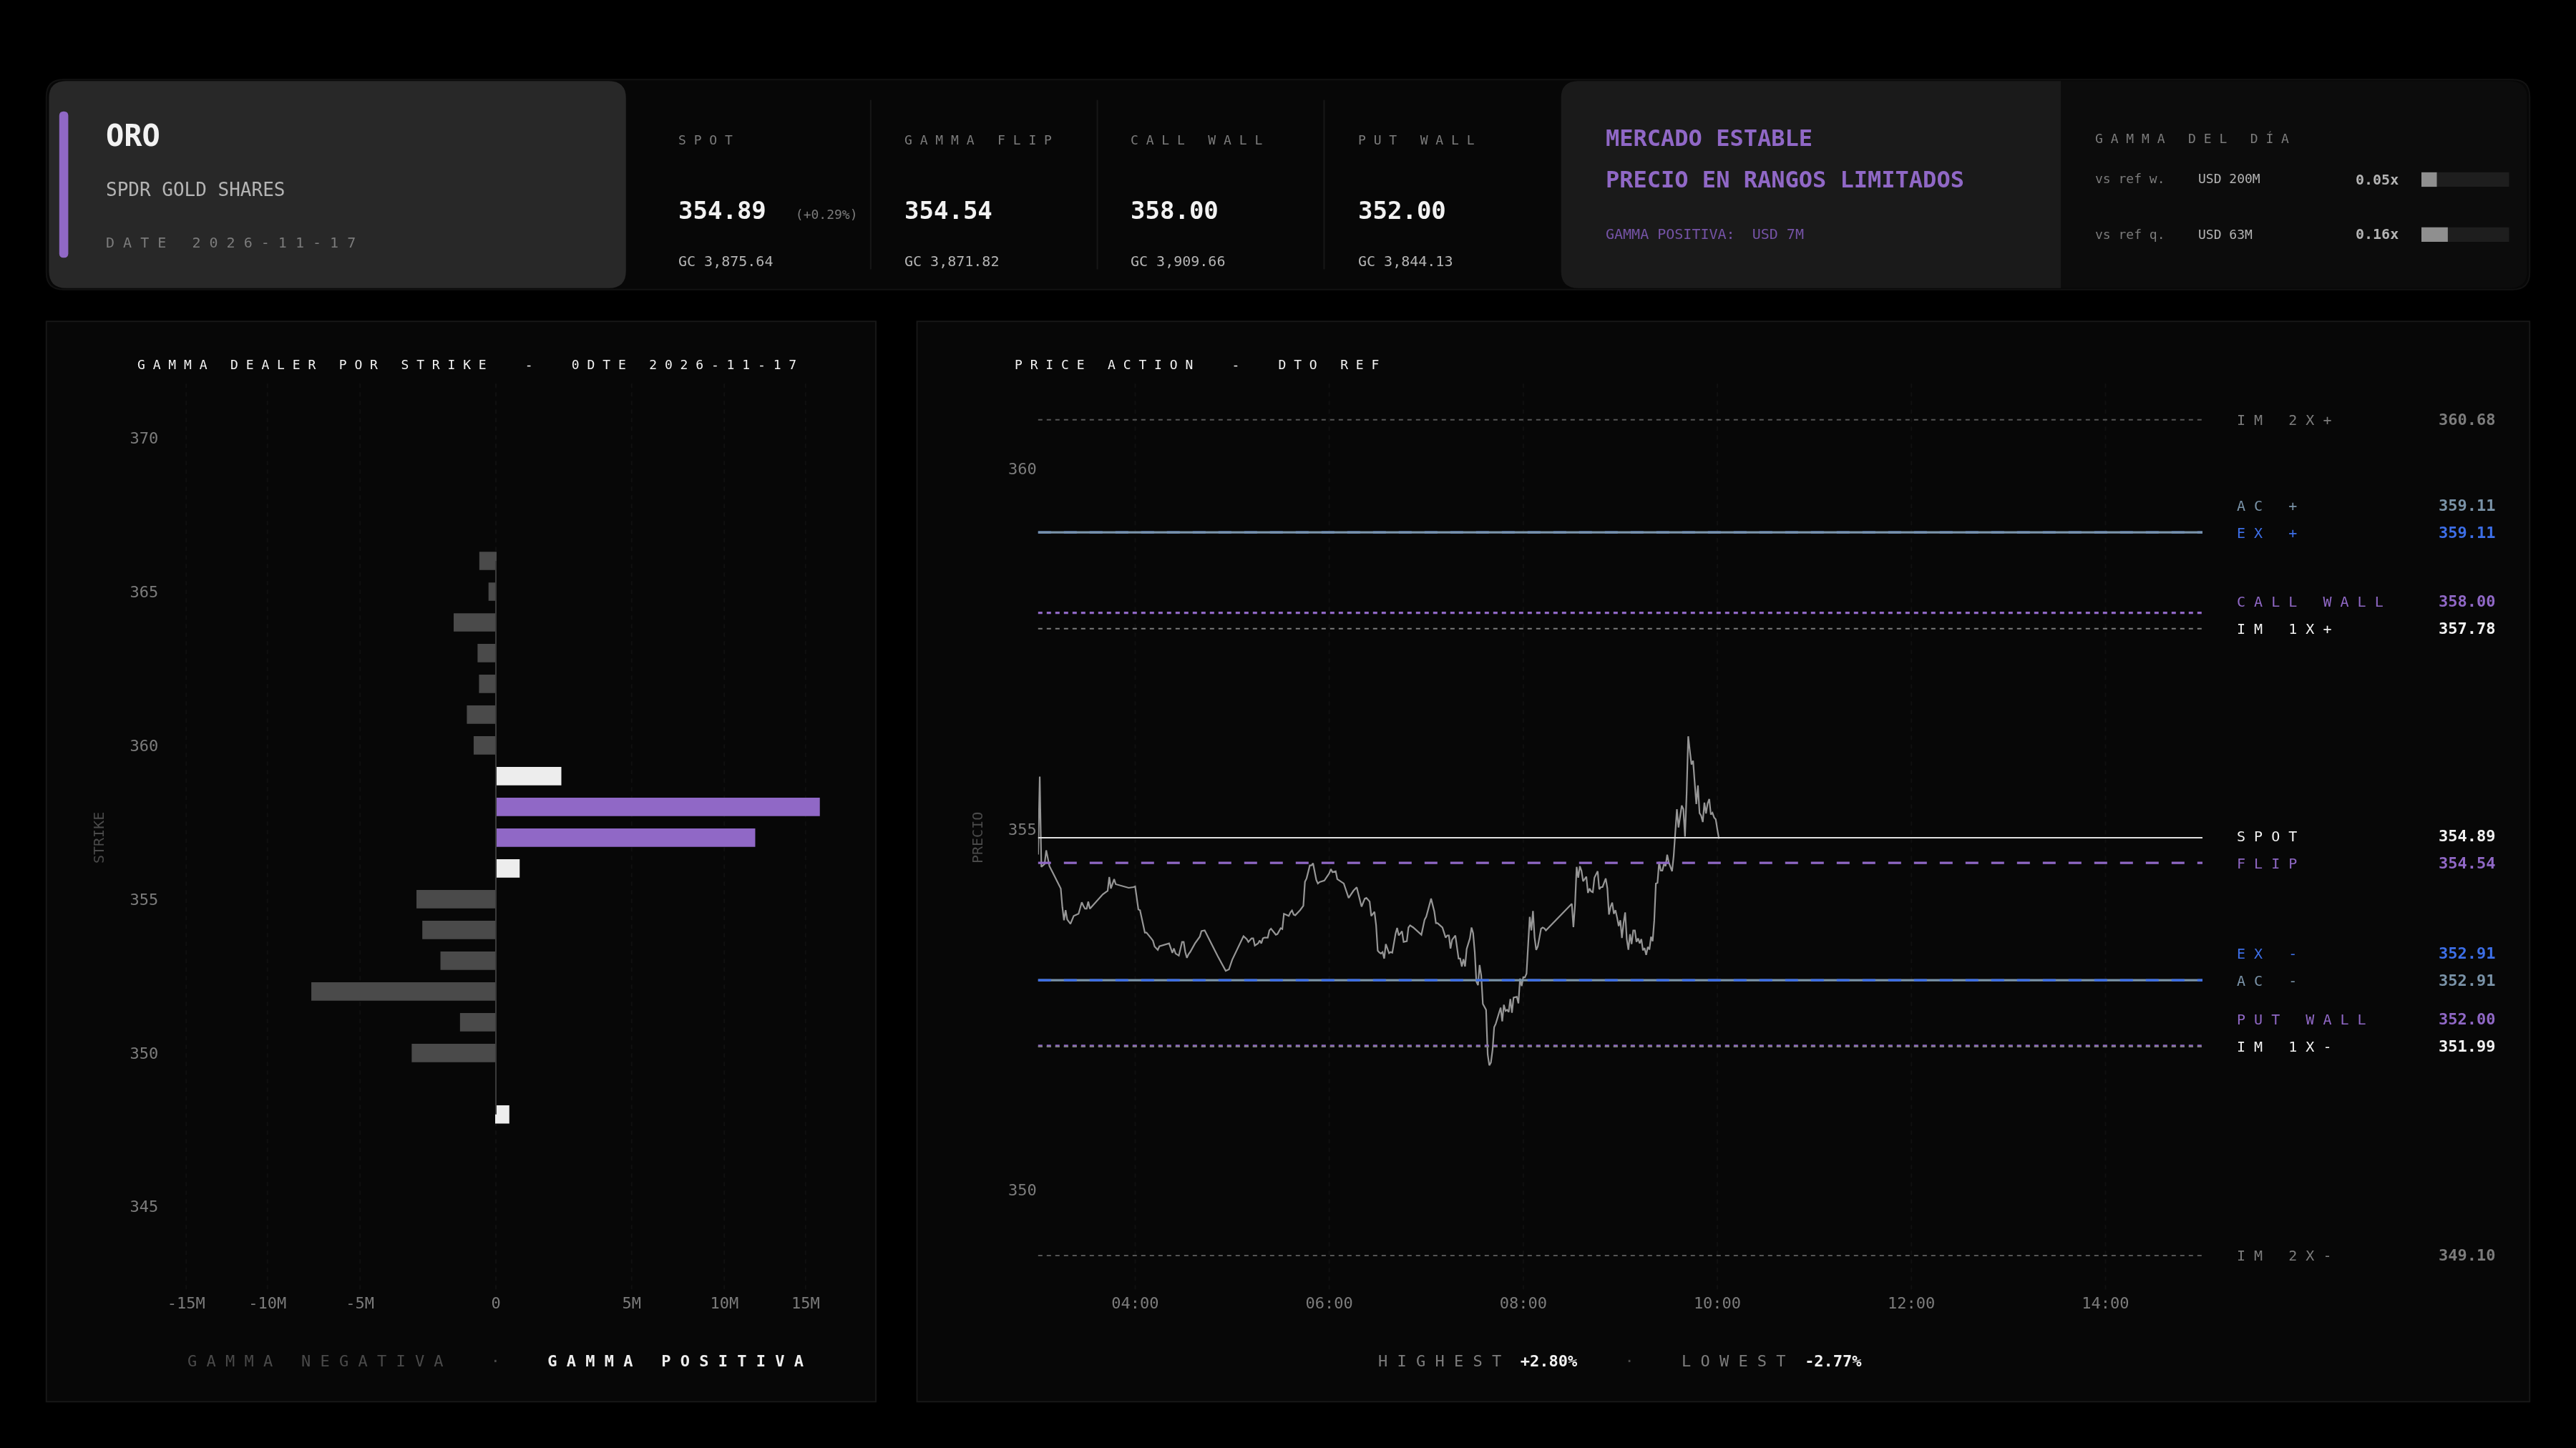 ORO
SPDR GOLD SHARES
DATE 2026-11-17
SPOT
354.89 (+0.29%)
GC 3,875.64
GAMMA FLIP
354.54
GC 3,871.82
CALL WALL
358.00
GC 3,909.66
PUT WALL
352.00
GC 3,844.13
MERCADO ESTABLE
PRECIO EN RANGOS LIMITADOS
GAMMA POSITIVA: USD 7M
GAMMA DEL DÍA
vs ref w. USD 200M 0.05x
vs ref q. USD 63M 0.16x
GAMMA DEALER POR STRIKE - 0DTE 2026-11-17
STRIKE
370
365
360
355
350
345
-15M -10M -5M 0 5M 10M 15M
GAMMA NEGATIVA · GAMMA POSITIVA
PRICE ACTION - DTO REF
PRECIO
360
355
350
IM 2X+ 360.68
AC + 359.11
EX + 359.11
CALL WALL 358.00
IM 1X+ 357.78
SPOT 354.89
FLIP 354.54
EX - 352.91
AC - 352.91
PUT WALL 352.00
IM 1X- 351.99
IM 2X- 349.10
04:00 06:00 08:00 10:00 12:00 14:00
HIGHEST +2.80% · LOWEST -2.77%